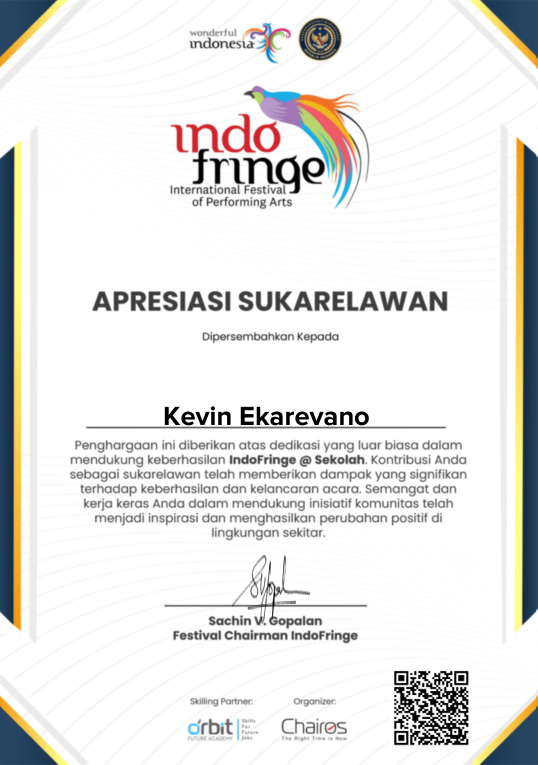 wonderful
indonesia
indo
fringe
International Festival
of Performing Arts
APRESIASI SUKARELAWAN
Dipersembahkan Kepada
Kevin Ekarevano
Penghargaan ini diberikan atas dedikasi yang luar biasa dalam
mendukung keberhasilan IndoFringe @ Sekolah. Kontribusi Anda
sebagai sukarelawan telah memberikan dampak yang signifikan
terhadap keberhasilan dan kelancaran acara. Semangat dan
kerja keras Anda dalam mendukung inisiatif komunitas telah
menjadi inspirasi dan menghasilkan perubahan positif di
lingkungan sekitar.
Sachin V. Gopalan
Festival Chairman IndoFringe
Skilling Partner: Organizer:
orbit Skills For Future Jobs
FUTURE ACADEMY
Chairos
The Right Time is Now